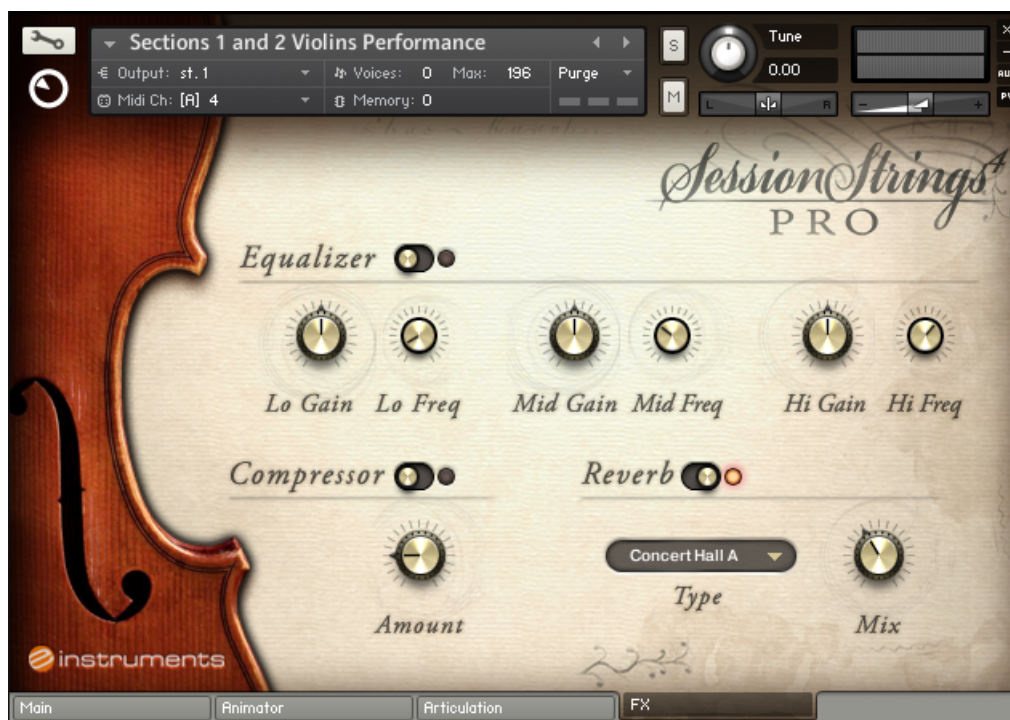 Sections 1 and 2 Violins Performance
Output: st.1
Voices: 0 Max: 196
Purge
Midi Ch: [A] 4
Memory: 0
S
M
Tune
0.00
L R
- +
×
-
AU
PV
SessionStrings 4
PRO
Equalizer
Lo Gain Lo Freq Mid Gain Mid Freq Hi Gain Hi Freq
Compressor Reverb
Concert Hall A
Type
Amount Mix
e instruments
Main Animator Articulation FX